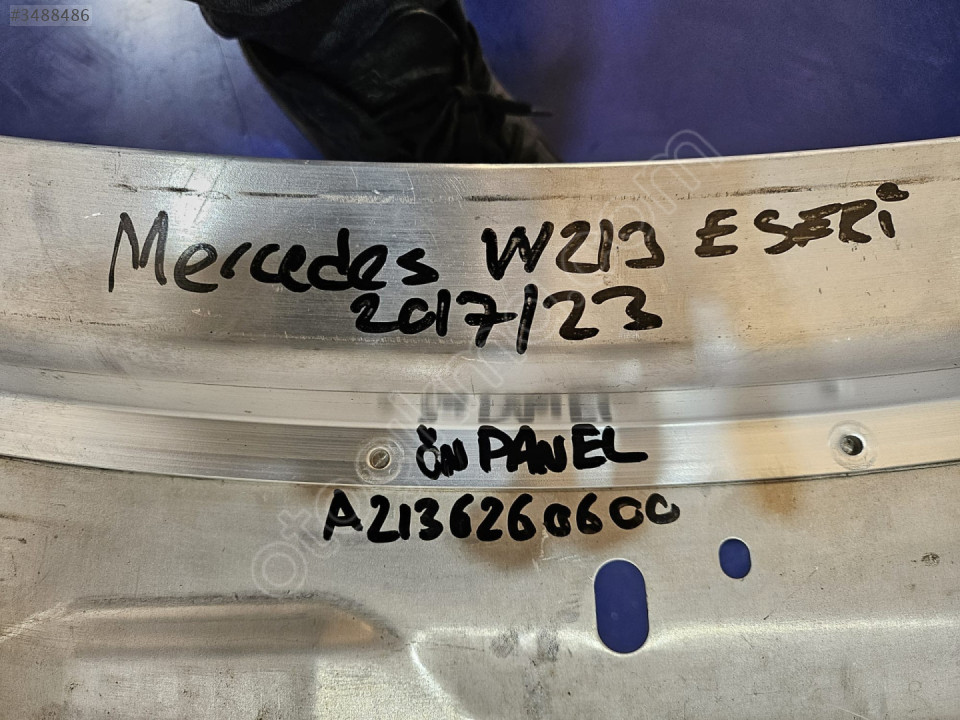 #3488486
Mercedes W213 E SERİ
2017/23
ÖN PANEL
A2136260600